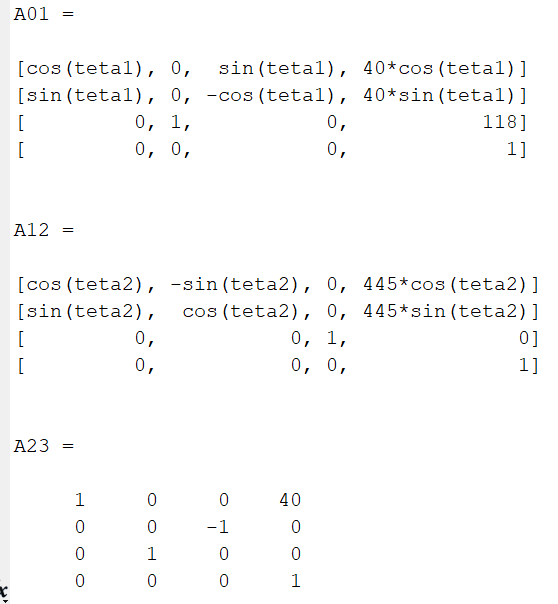 A01 =
[cos(teta1), 0,  sin(teta1), 40*cos(teta1)]
[sin(teta1), 0, -cos(teta1), 40*sin(teta1)]
[         0, 1,           0,           118]
[         0, 0,           0,             1]
A12 =
[cos(teta2), -sin(teta2), 0, 445*cos(teta2)]
[sin(teta2),  cos(teta2), 0, 445*sin(teta2)]
[         0,           0, 1,              0]
[         0,           0, 0,              1]
A23 =
1     0     0    40
0     0    -1     0
0     1     0     0
0     0     0     1